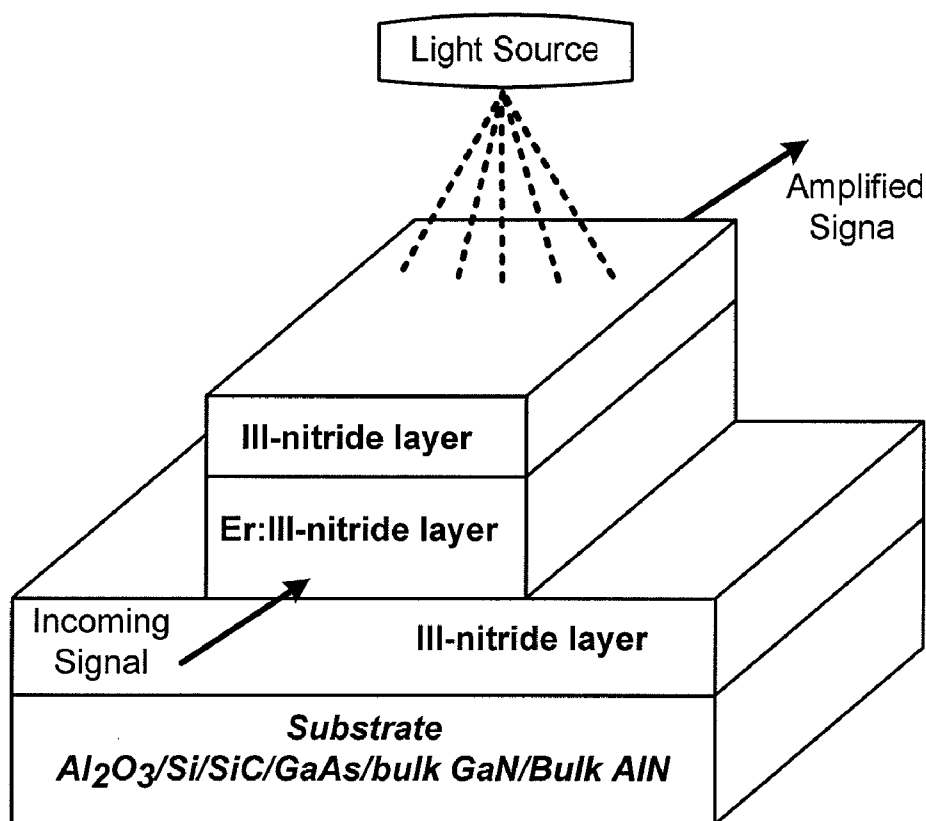 Light Source
Amplified
Signa
III-nitride layer
Er:III-nitride layer
Incoming
Signal
III-nitride layer
Substrate
Al₂O₃/Si/SiC/GaAs/bulk GaN/Bulk AlN